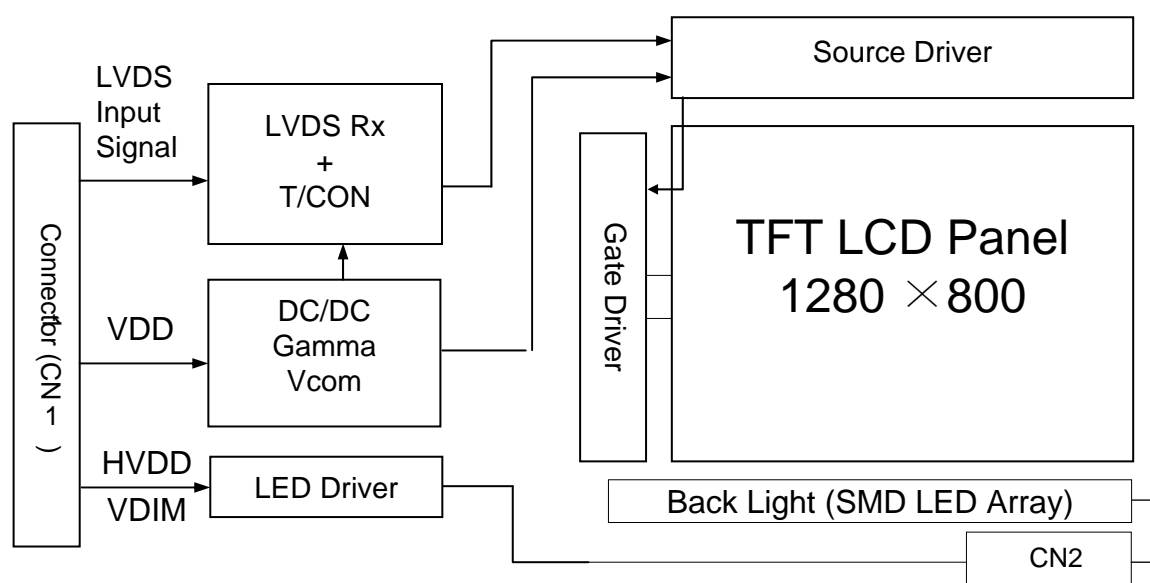 Source Driver
LVDS
Input
Signal
LVDS Rx
+
T/CON
Connector (CN1)
Gate Driver
TFT LCD Panel
1280 ×800
VDD
DC/DC
Gamma
Vcom
HVDD
VDIM
LED Driver
Back Light (SMD LED Array)
CN2